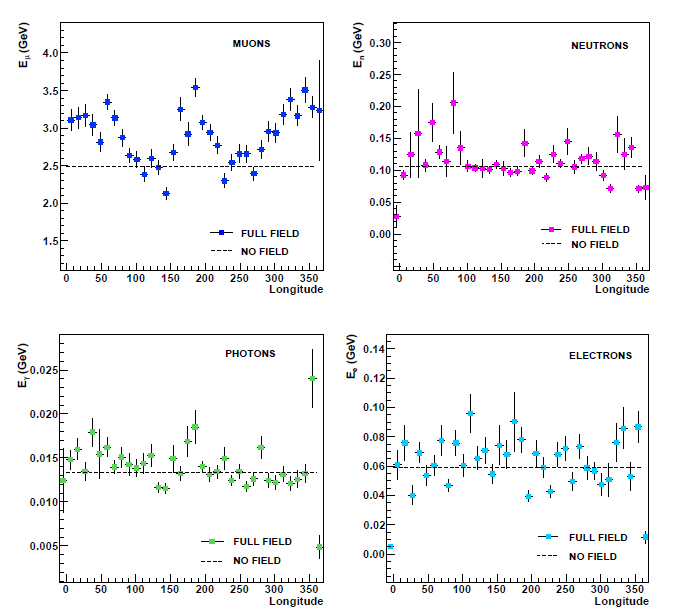 MUONS
Eμ (GeV)
4.0
3.5
3.0
2.5
2.0
1.5
FULL FIELD
NO FIELD
0 50 100 150 200 250 300 350
Longitude
NEUTRONS
En (GeV)
0.30
0.25
0.20
0.15
0.10
0.05
0.00
FULL FIELD
NO FIELD
0 50 100 150 200 250 300 350
Longitude
PHOTONS
Eγ (GeV)
0.025
0.020
0.015
0.010
0.005
FULL FIELD
NO FIELD
0 50 100 150 200 250 300 350
Longitude
ELECTRONS
Ee (GeV)
0.14
0.12
0.10
0.08
0.06
0.04
0.02
0.00
FULL FIELD
NO FIELD
0 50 100 150 200 250 300 350
Longitude